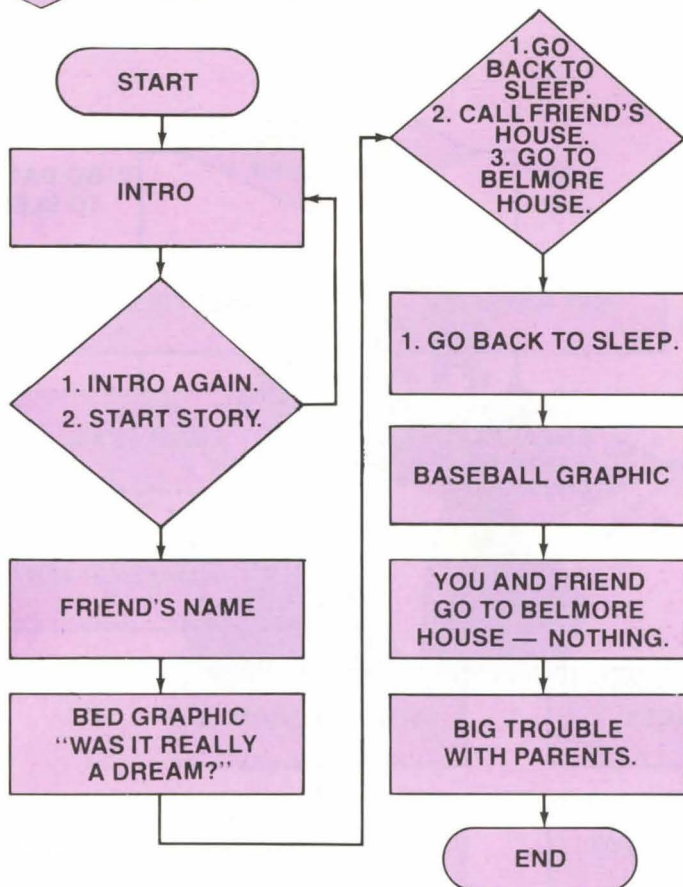 START
INTRO
1. INTRO AGAIN.
2. START STORY.
FRIEND'S NAME
BED GRAPHIC
"WAS IT REALLY
A DREAM?"
1. GO
BACK TO
SLEEP.
2. CALL FRIEND'S
HOUSE.
3. GO TO
BELMORE
HOUSE.
1. GO BACK TO SLEEP.
BASEBALL GRAPHIC
YOU AND FRIEND
GO TO BELMORE
HOUSE — NOTHING.
BIG TROUBLE
WITH PARENTS.
END